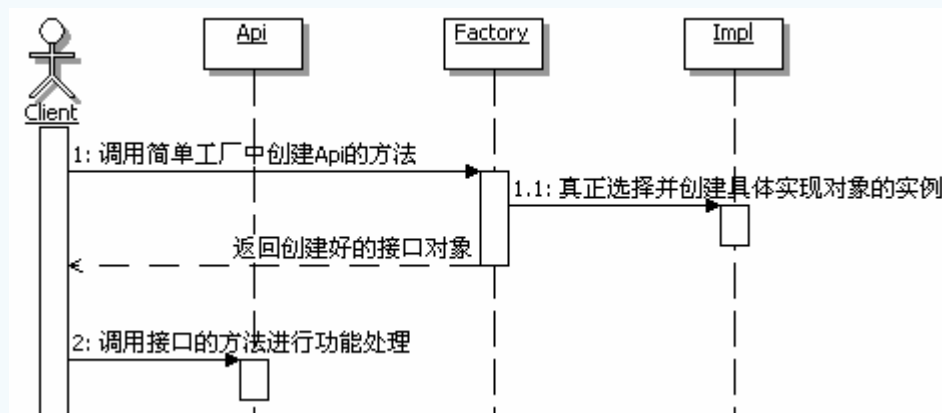 Api
Factory
Impl
Client
1: 调用简单工厂中创建Api的方法
1.1: 真正选择并创建具体实现对象的实例
返回创建好的接口对象
2: 调用接口的方法进行功能处理